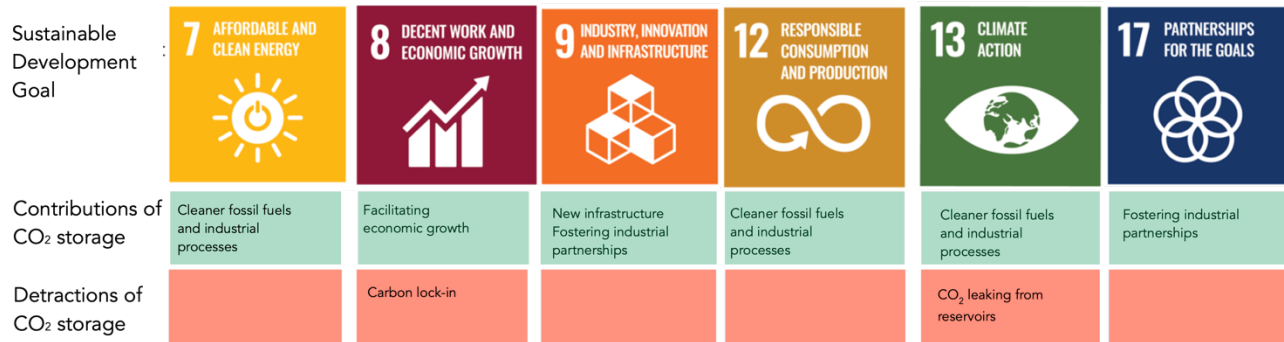 Sustainable
Development
Goal
:
7 AFFORDABLE AND
CLEAN ENERGY
8 DECENT WORK AND
ECONOMIC GROWTH
9 INDUSTRY, INNOVATION
AND INFRASTRUCTURE
12 RESPONSIBLE
CONSUMPTION
AND PRODUCTION
13 CLIMATE
ACTION
17 PARTNERSHIPS
FOR THE GOALS
Contributions of
CO₂ storage
Cleaner fossil fuels
and industrial
processes
Facilitating
economic growth
New infrastructure
Fostering industrial
partnerships
Cleaner fossil fuels
and industrial
processes
Cleaner fossil fuels
and industrial
processes
Fostering industrial
partnerships
Detractions of
CO₂ storage
Carbon lock-in
CO₂ leaking from
reservoirs